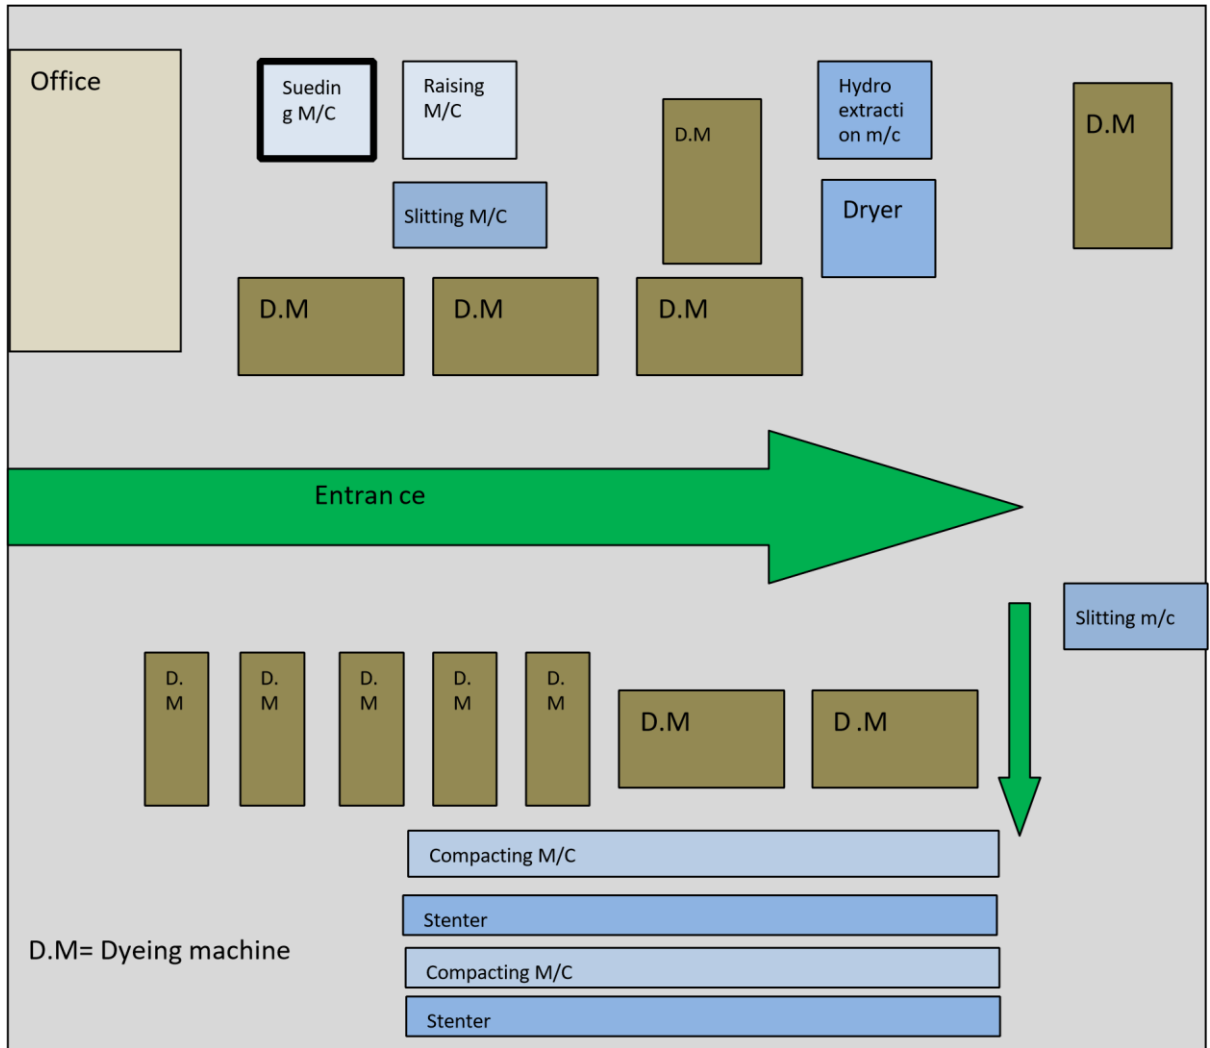 Office
Suedin
g M/C
Raising
M/C
D.M
Hydro
extracti
on m/c
D.M
Slitting M/C
Dryer
D.M
D.M
D.M
Entran ce
Slitting m/c
D.
M
D.
M
D.
M
D.
M
D.
M
D.M
D .M
Compacting M/C
Stenter
D.M= Dyeing machine
Compacting M/C
Stenter